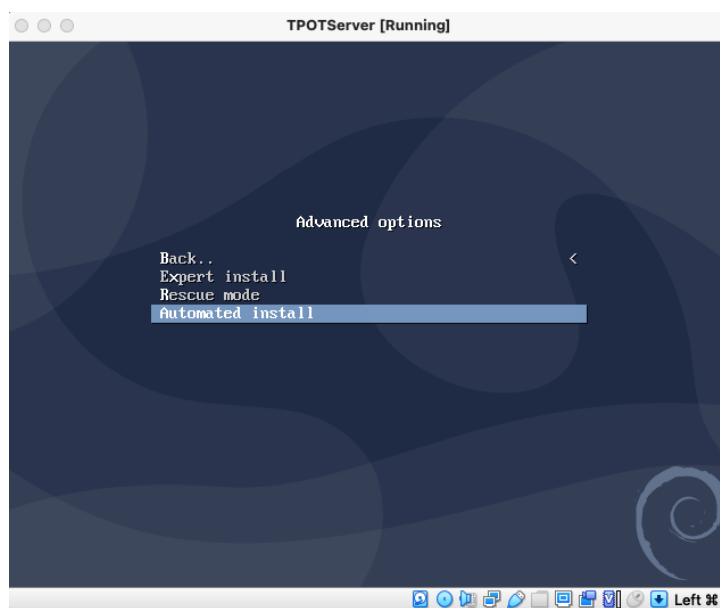 TPOTServer [Running]
Advanced options
Back.. <
Expert install
Rescue mode
Automated install
Left ⌘